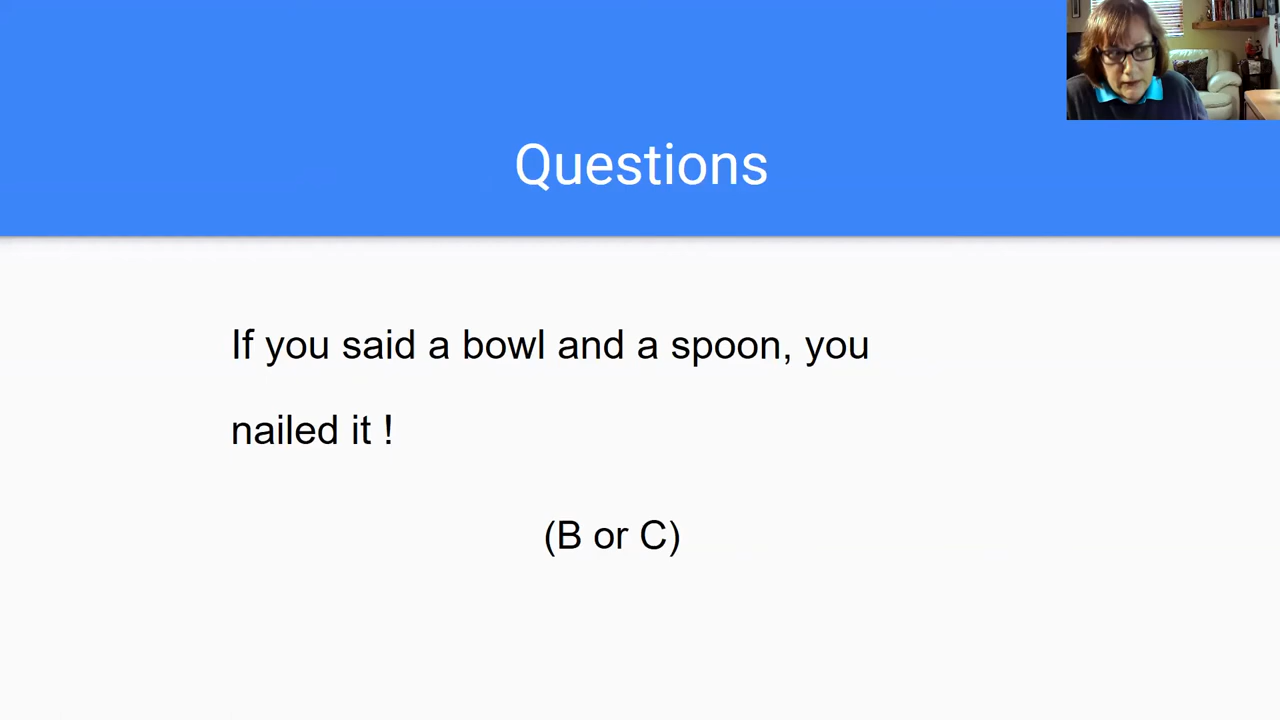 Questions
If you said a bowl and a spoon, you
nailed it !
(B or C)